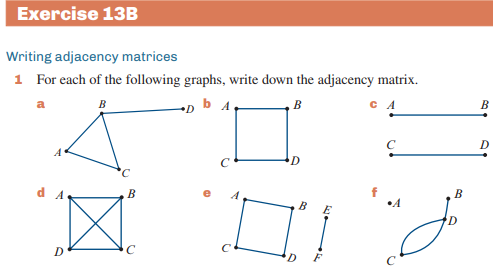 Exercise 13B
Writing adjacency matrices
1 For each of the following graphs, write down the adjacency matrix.
a B D b A B c A B
A C C D C D
d A B e A B E f A B
D C C D F C D